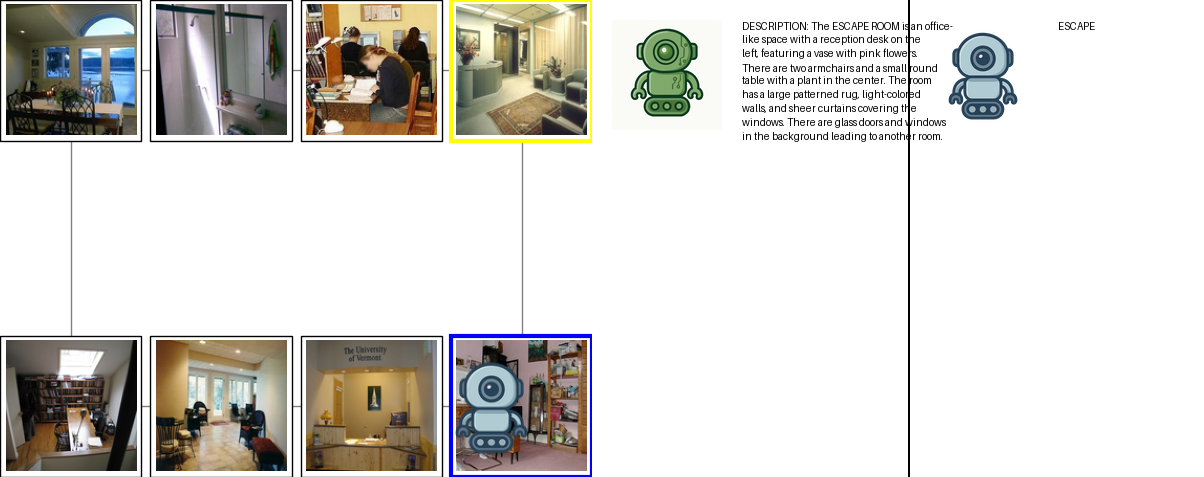 DESCRIPTION: The ESCAPE ROOM is an office-
like space with a reception desk on the
left, featuring a vase with pink flowers.
There are two armchairs and a small round
table with a plant in the center. The room
has a large patterned rug, light-colored
walls, and sheer curtains covering the
windows. There are glass doors and windows
in the background leading to another room.
ESCAPE
The University
of Vermont